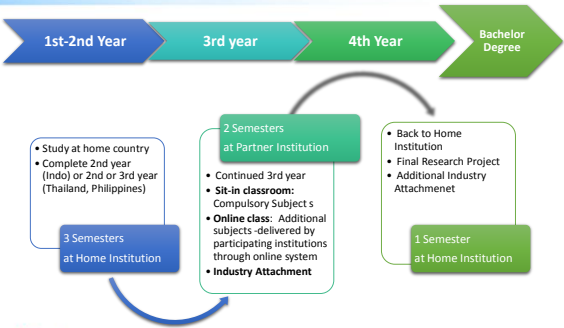 1st-2nd Year
3rd year
4th Year
Bachelor
Degree
• Study at home country
• Complete 2nd year
(Indo) or 2nd or 3rd year
(Thailand, Philippines)
3 Semesters
at Home Institution
2 Semesters
at Partner Institution
• Continued 3rd year
• Sit-in classroom:
Compulsory Subject s
• Online class: Additional
subjects -delivered by
participating institutions
through online system
• Industry Attachment
• Back to Home
Institution
• Final Research Project
• Additional Industry
Attachmenet
1 Semester
at Home Institution